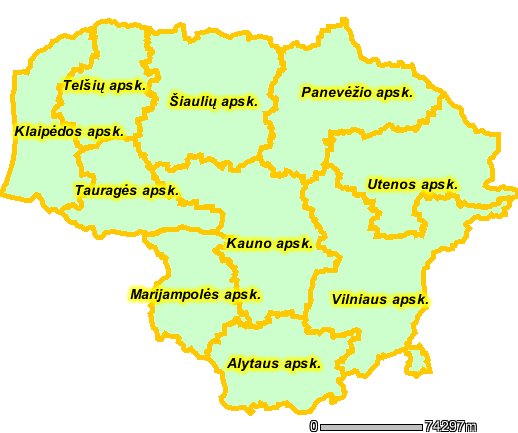 Telšių apsk.
Šiaulių apsk.
Panevėžio apsk.
Klaipėdos apsk.
Tauragės apsk.
Utenos apsk.
Kauno apsk.
Marijampolės apsk.
Vilniaus apsk.
Alytaus apsk.
0 74297m